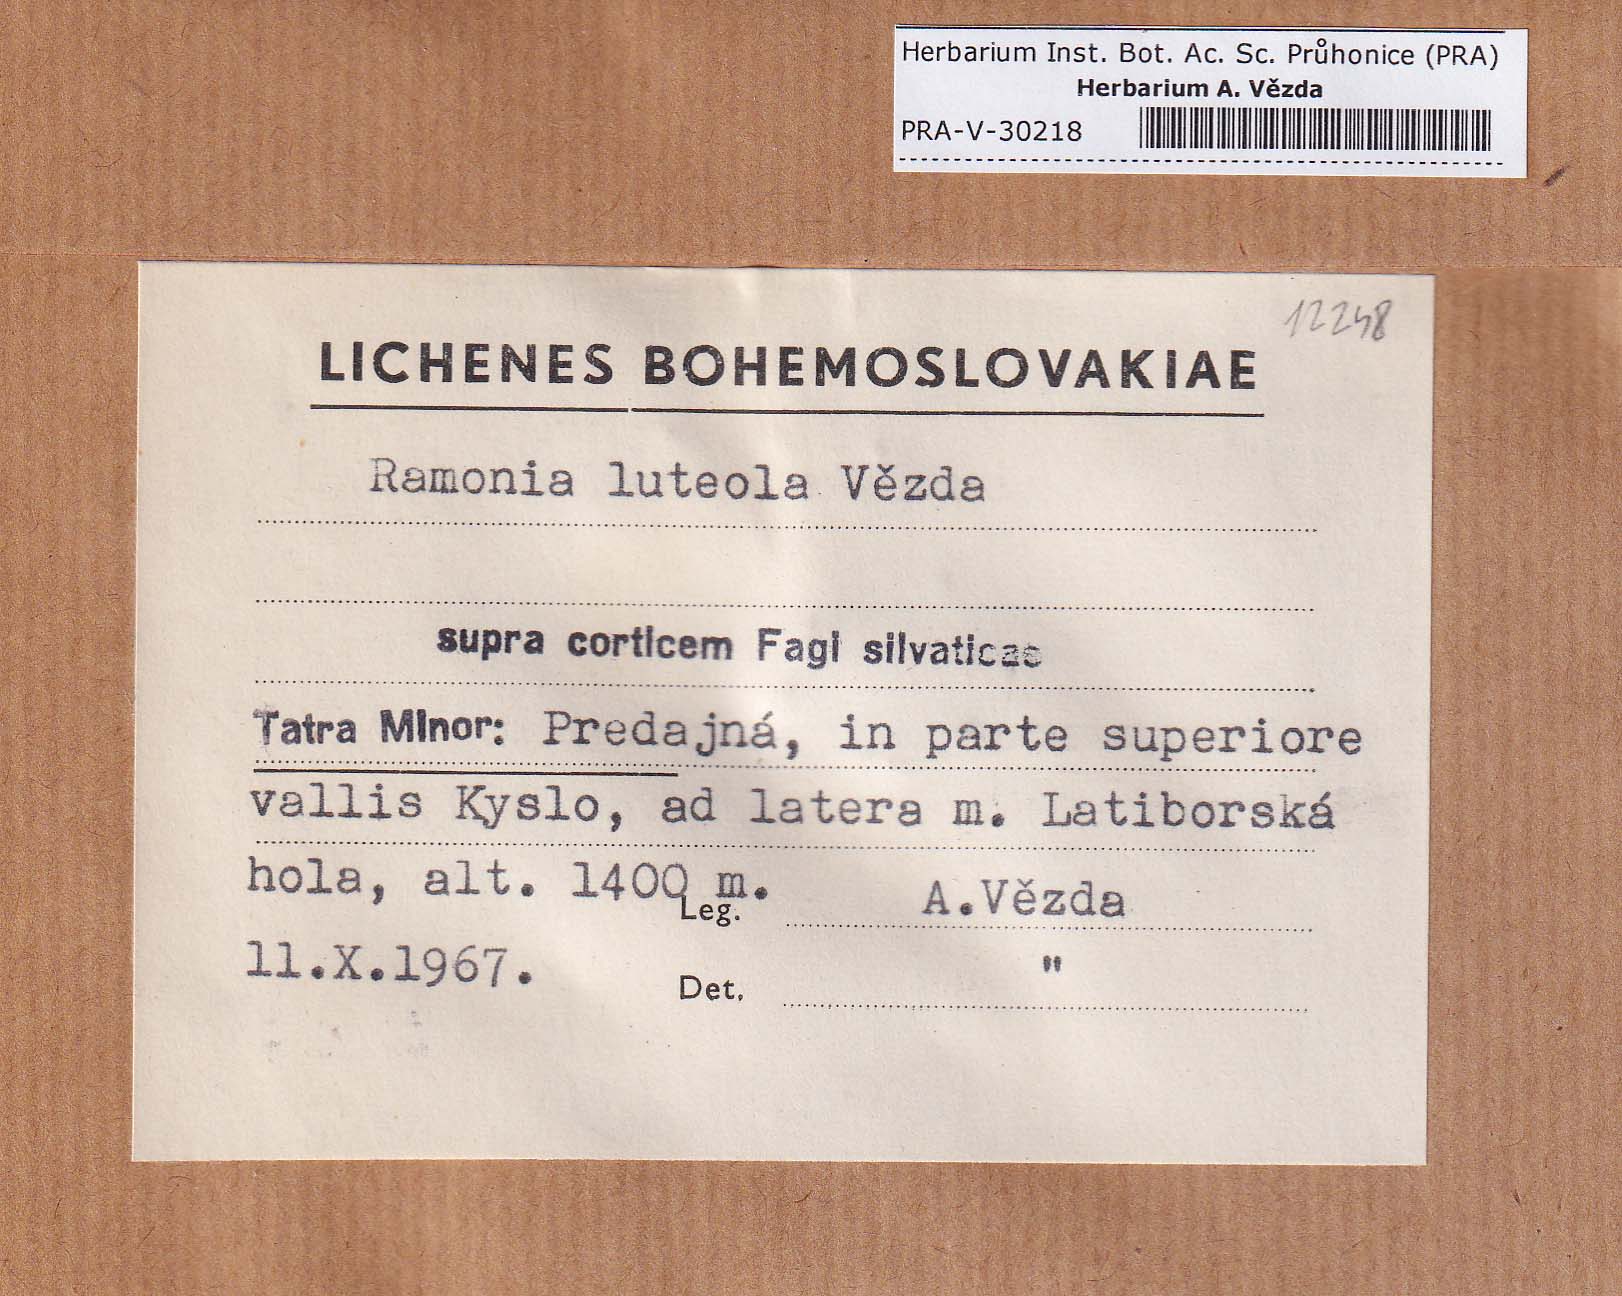 Herbarium Inst. Bot. Ac. Sc. Průhonice (PRA)
Herbarium A. Vězda
PRA-V-30218
12248
LICHENES BOHEMOSLOVAKIAE
Ramonia luteola Vězda
supra corticem Fagi silvaticae
Tatra Minor: Predajná, in parte superiore
vallis Kyslo, ad latera m. Latiborská
hola, alt. 1400 m.
Leg. A.Vězda
11.X.1967.
Det. "